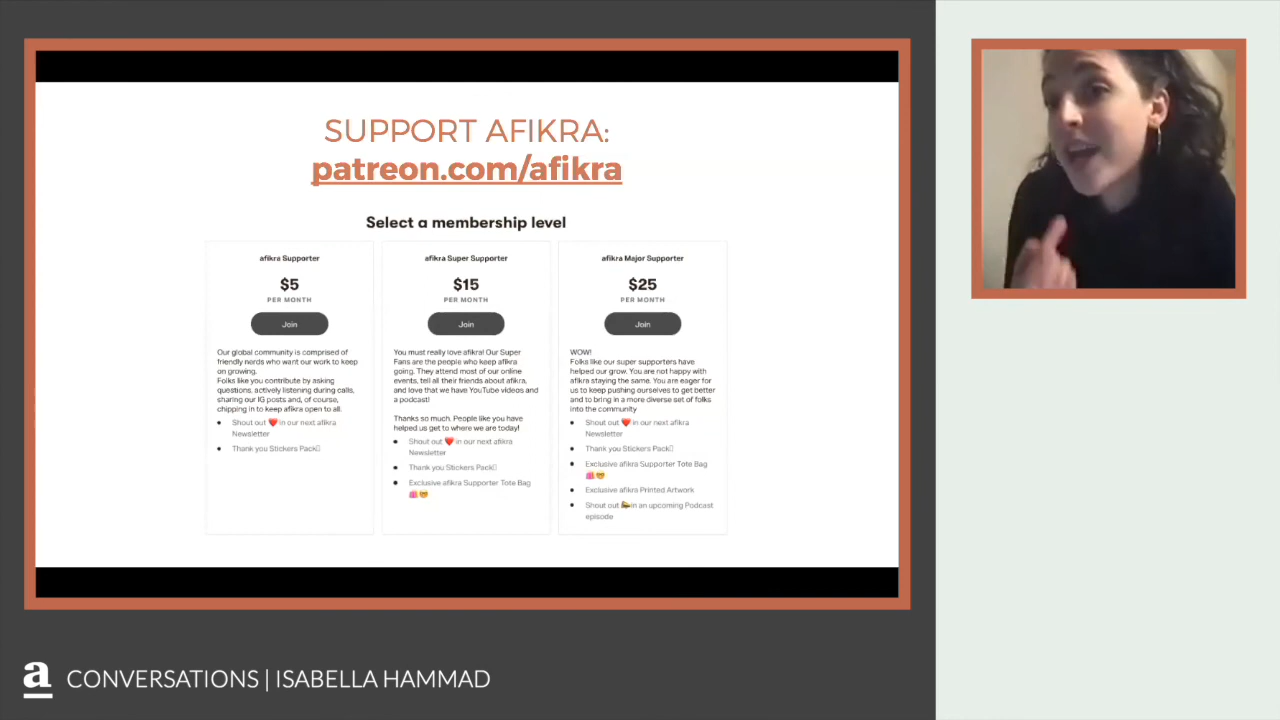 SUPPORT AFIKRA:
patreon.com/afikra
Select a membership level
afikra Supporter
$5
PER MONTH
Join
Our global community is comprised of
friendly nerds who want our work to keep
on growing.
Folks like you contribute by asking
questions, actively listening during calls,
sharing our IG posts and, of course,
chipping in to keep afikra open to all.
• Shout out ❤️ in our next afikra
Newsletter
• Thank you Stickers Pack
afikra Super Supporter
$15
PER MONTH
Join
You must really love afikra! Our Super
Fans are the people who keep afikra
going. They attend most of our online
events, tell all their friends about afikra,
and love that we have YouTube videos and
a podcast!
Thanks so much. People like you have
helped us get to where we are today!
• Shout out ❤️ in our next afikra
Newsletter
• Thank you Stickers Pack
• Exclusive afikra Supporter Tote Bag
afikra Major Supporter
$25
PER MONTH
Join
WOW!
Folks like our super supporters have
helped our grow. You are not happy with
afikra staying the same. You are eager for
us to keep pushing ourselves to get better
and to bring in a more diverse set of folks
into the community
• Shout out ❤️ in our next afikra
Newsletter
• Thank you Stickers Pack
• Exclusive afikra Supporter Tote Bag
• Exclusive afikra Printed Artwork
• Shout out in an upcoming Podcast
episode
a CONVERSATIONS | ISABELLA HAMMAD